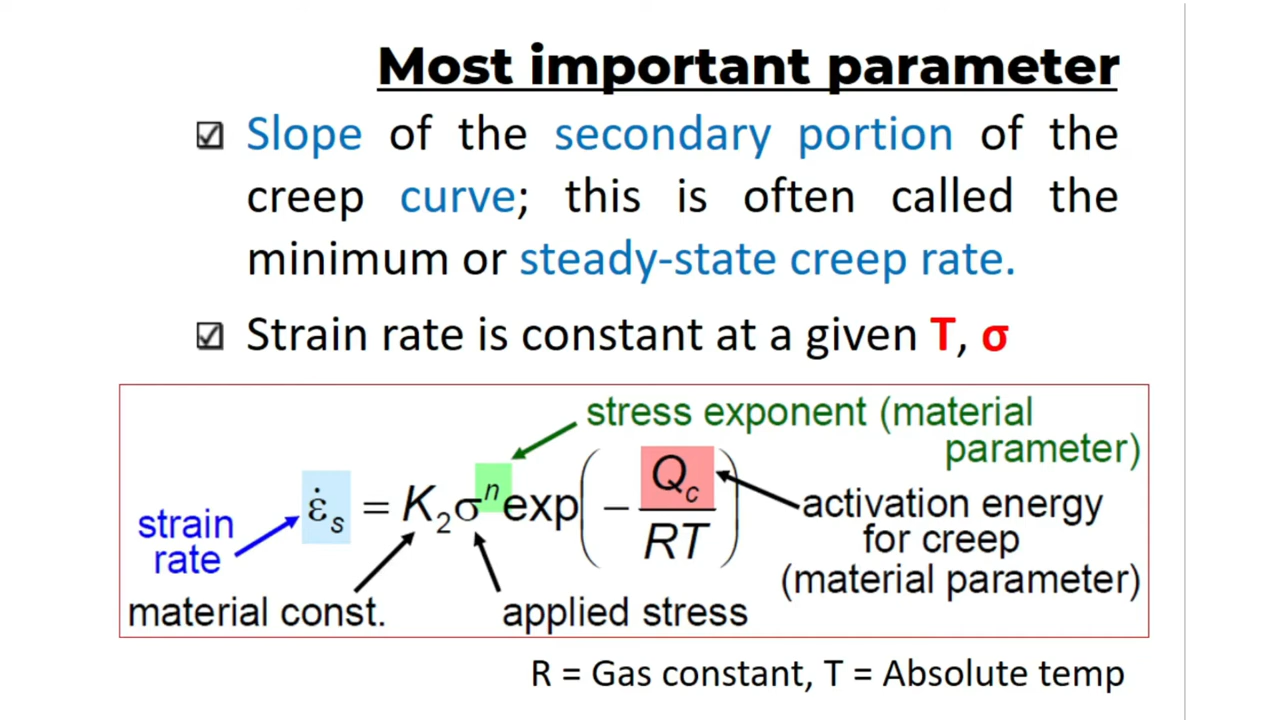 Most important parameter
☑ Slope of the secondary portion of the
creep curve; this is often called the
minimum or steady-state creep rate.
☑ Strain rate is constant at a given T, σ
stress exponent (material
parameter)
ε̇s = K2σⁿexp(− Qc/RT)
strain
rate
activation energy
for creep
(material parameter)
material const.
applied stress
R = Gas constant, T = Absolute temp